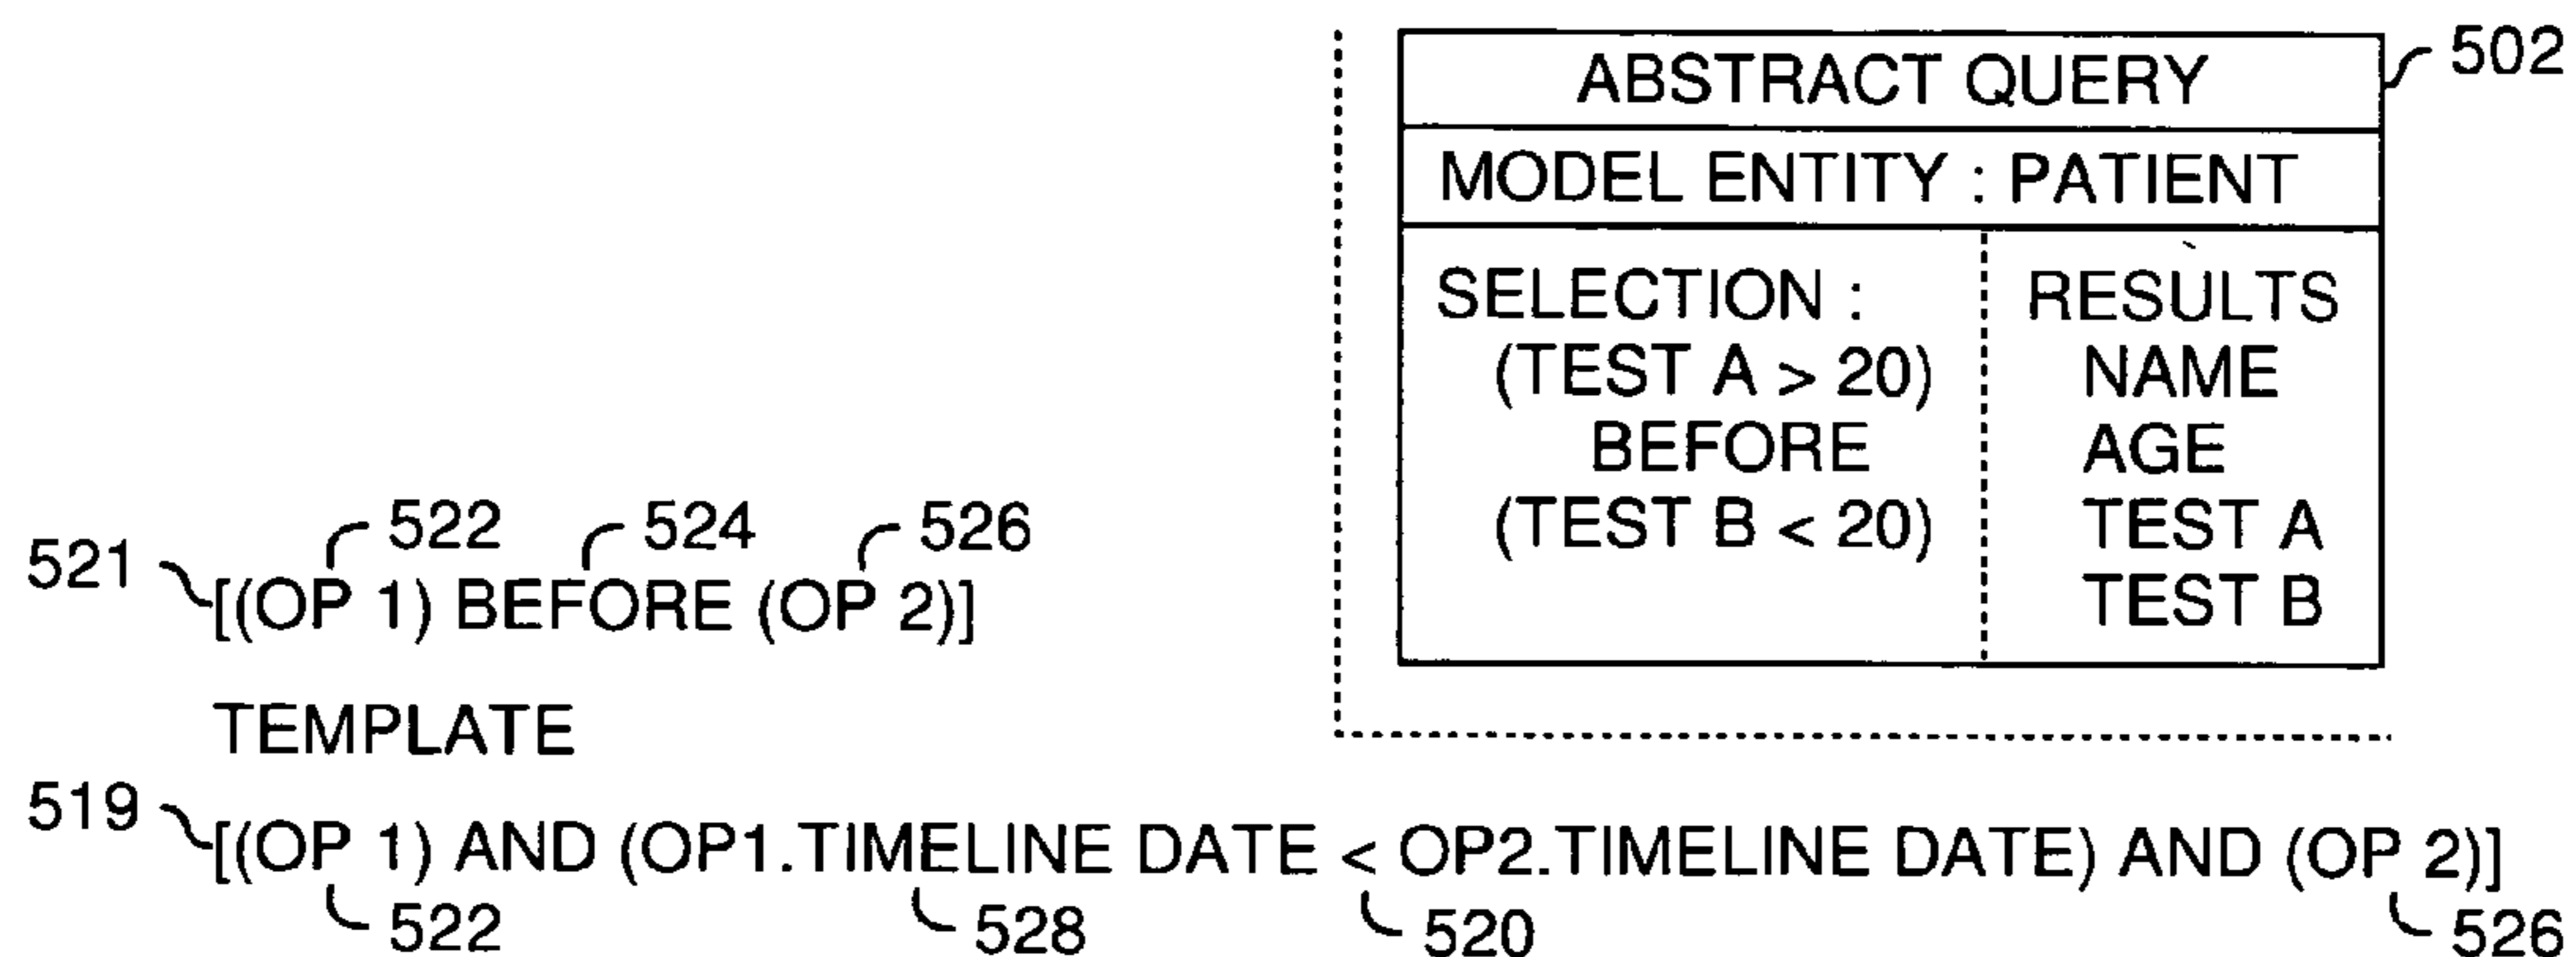 ABSTRACT QUERY 502
MODEL ENTITY : PATIENT
SELECTION :
(TEST A > 20)
BEFORE
(TEST B < 20)
RESULTS
NAME
AGE
TEST A
TEST B
522 524 526
521 [(OP 1) BEFORE (OP 2)]
TEMPLATE
519 [(OP 1) AND (OP1.TIMELINE DATE < OP2.TIMELINE DATE) AND (OP 2)]
522 528 520 526